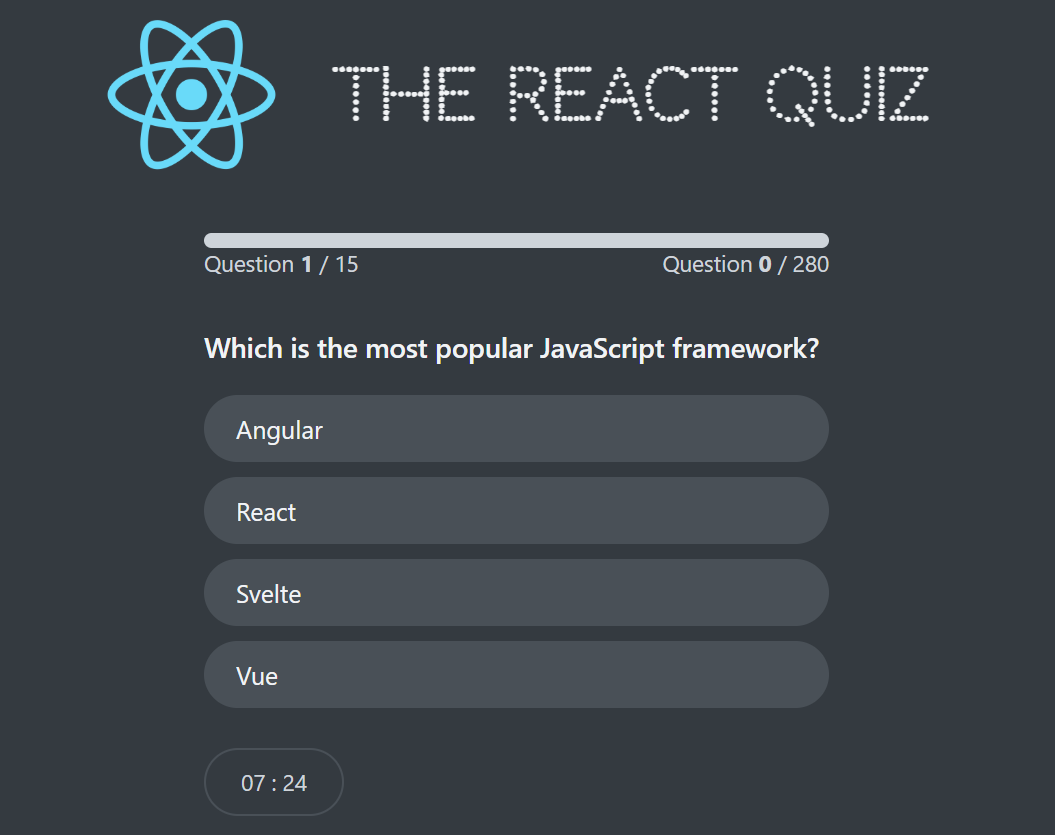 THE REACT QUIZ
Question 1 / 15
Question 0 / 280
Which is the most popular JavaScript framework?
Angular
React
Svelte
Vue
07 : 24